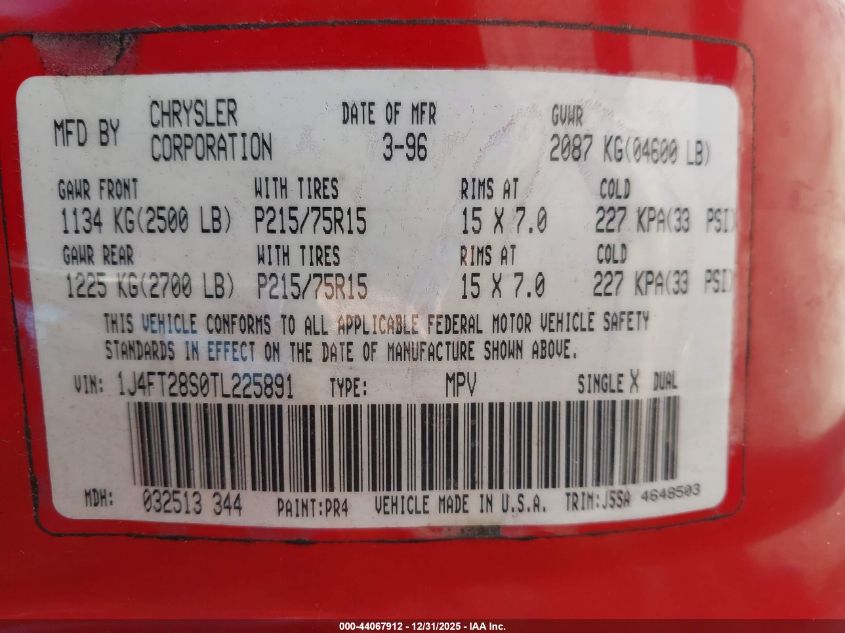 MFD BY CHRYSLER CORPORATION DATE OF MFR 3-96 GVWR 2087 KG(04600 LB)
GAWR FRONT WITH TIRES RIMS AT COLD
1134 KG(2500 LB) P215/75R15 15 X 7.0 227 KPA(33 PSI)
GAWR REAR WITH TIRES RIMS AT COLD
1225 KG(2700 LB) P215/75R15 15 X 7.0 227 KPA(33 PSI)
THIS VEHICLE CONFORMS TO ALL APPLICABLE FEDERAL MOTOR VEHICLE SAFETY
STANDARDS IN EFFECT ON THE DATE OF MANUFACTURE SHOWN ABOVE.
VIN: 1J4FT28S0TL225891 TYPE: MPV SINGLE X DUAL
MDH: 032513 344 PAINT:PR4 VEHICLE MADE IN U.S.A. TRIM:J5SA 4648503
000-44067912 - 12/31/2025 - IAA Inc.